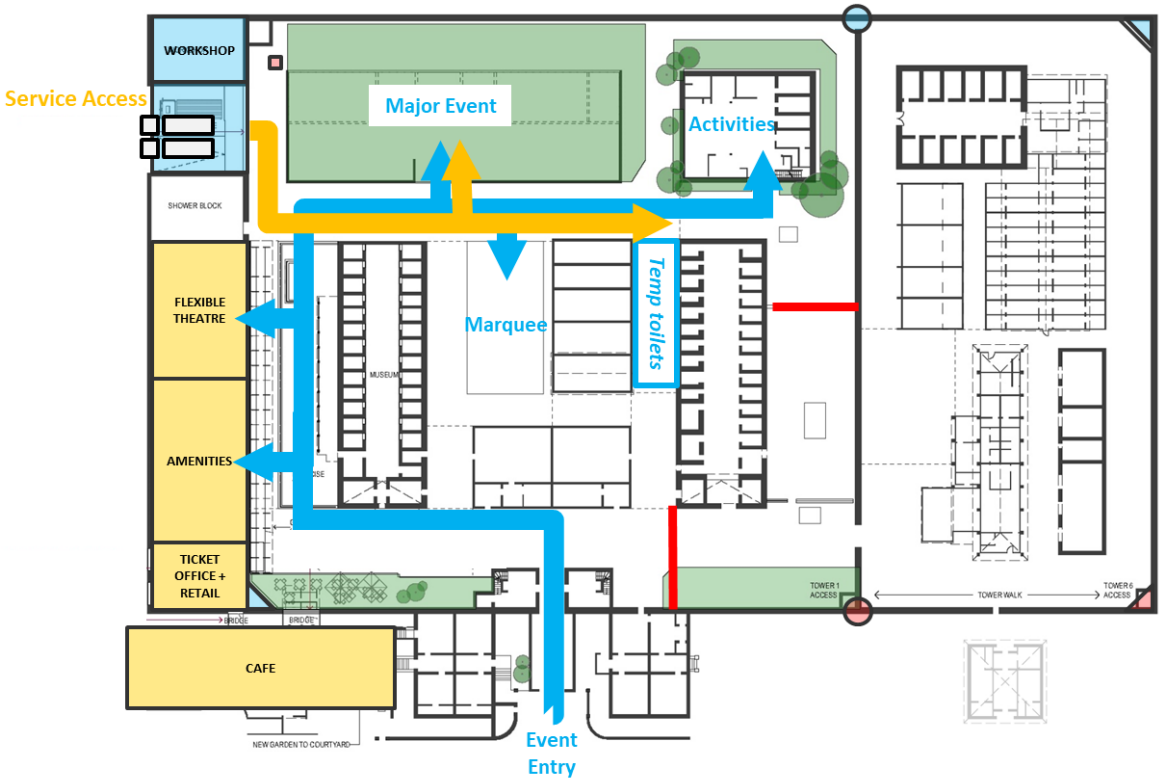 WORKSHOP
Service Access
Major Event
Activities
SHOWER BLOCK
FLEXIBLE
THEATRE
Temp toilets
Marquee
MUSEUM
AMENITIES
TICKET
OFFICE +
RETAIL
TOWER 1
ACCESS
TOWER WALK
TOWER 6
ACCESS
BRIDGE
BRIDGE
CAFE
NEW GARDEN TO COURTYARD
Event
Entry